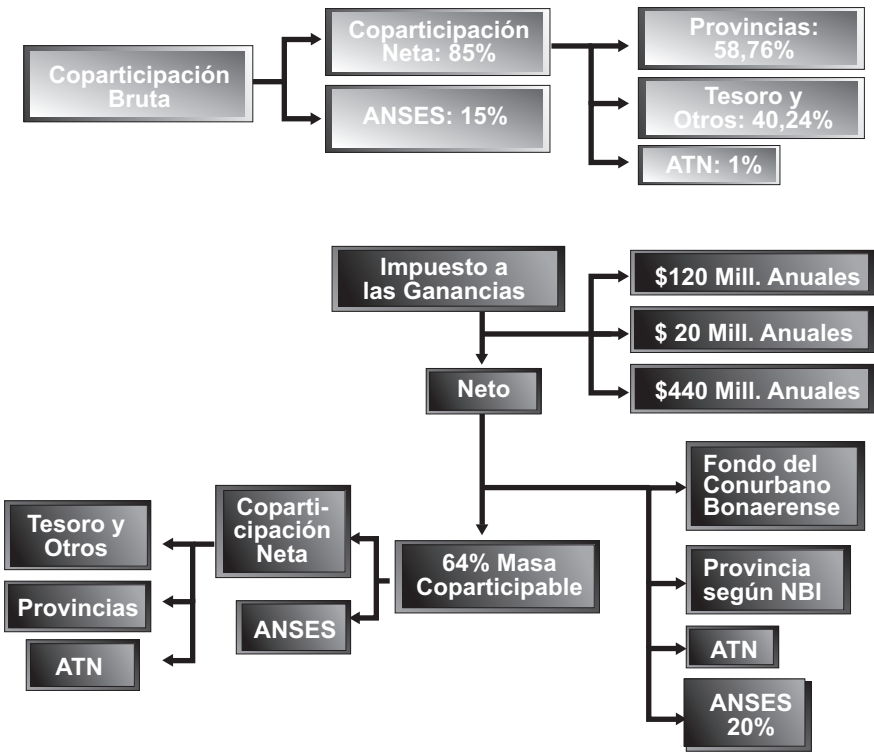 Coparticipación
Bruta
Coparticipación
Neta: 85%
ANSES: 15%
Provincias:
58,76%
Tesoro y
Otros: 40,24%
ATN: 1%
Impuesto a
las Ganancias
$120 Mill. Anuales
$ 20 Mill. Anuales
$440 Mill. Anuales
Neto
Fondo del
Conurbano
Bonaerense
Provincia
según NBI
ATN
ANSES
20%
64% Masa
Coparticipable
Coparti-
cipación
Neta
ANSES
Tesoro y
Otros
Provincias
ATN